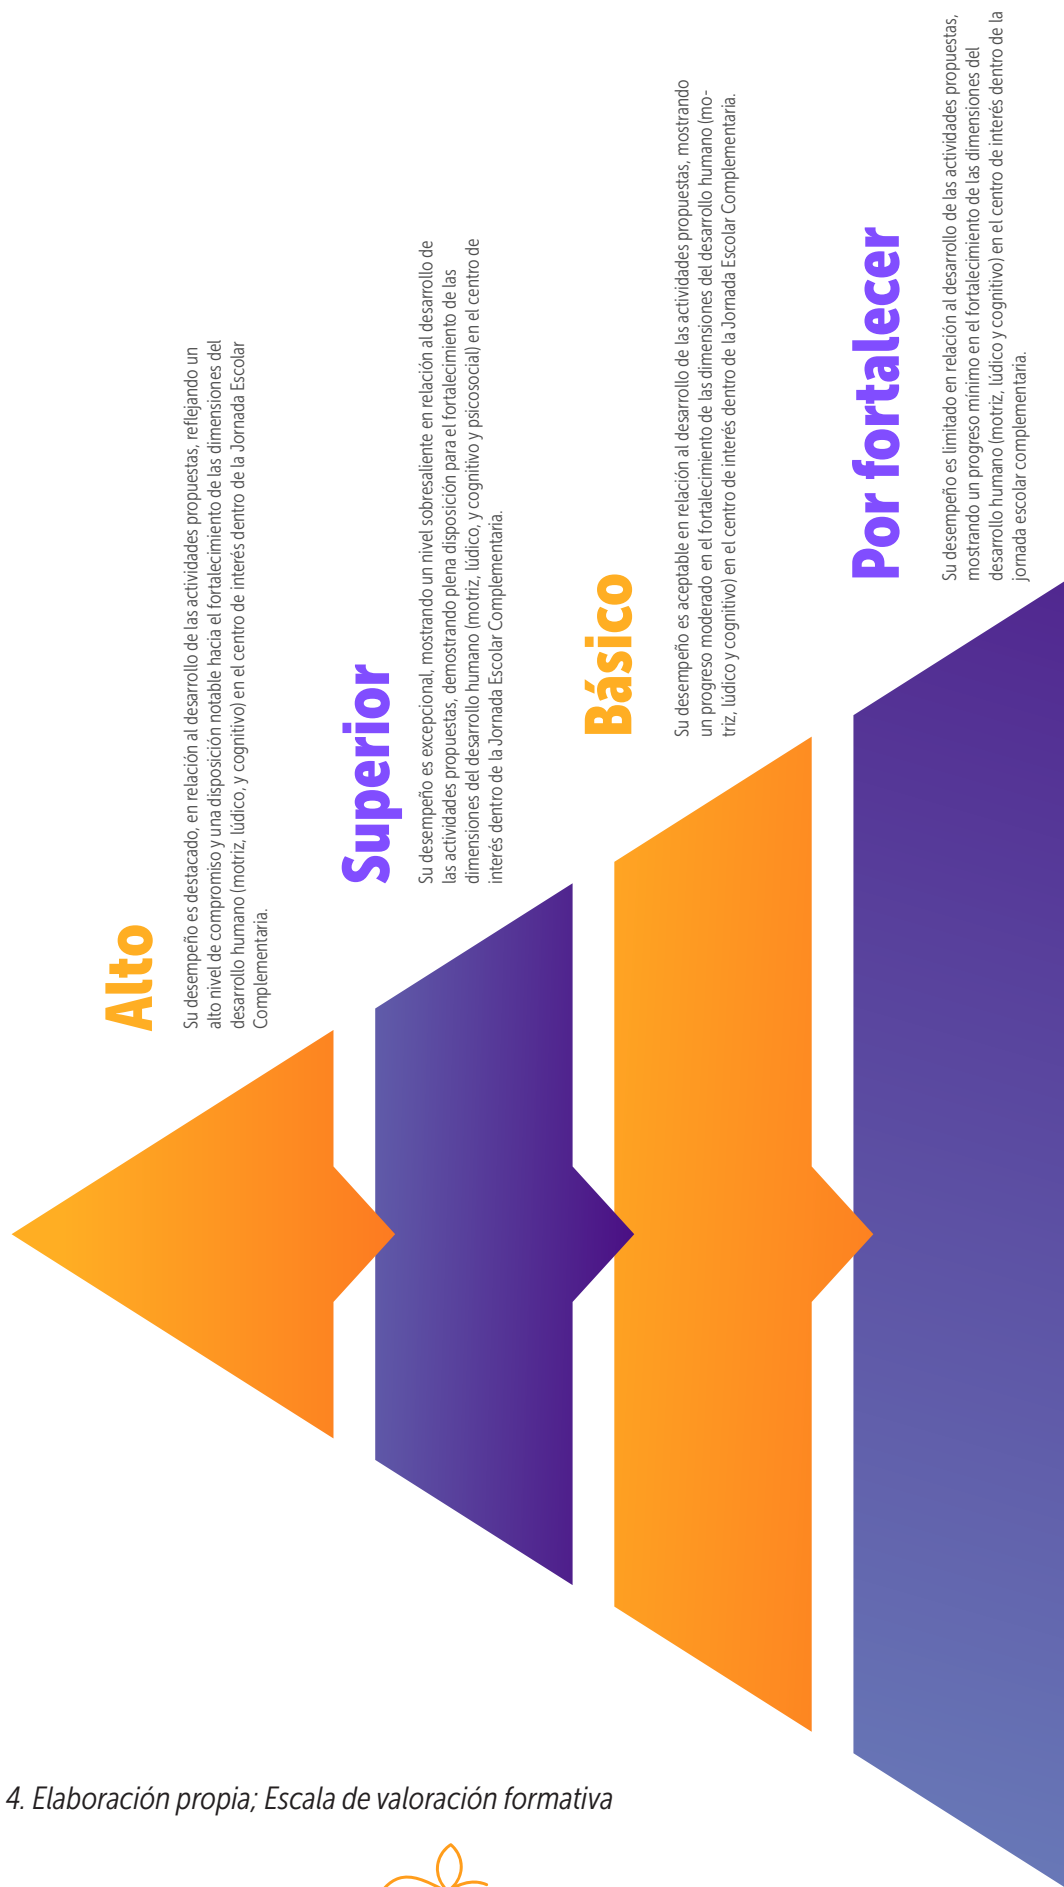 Alto
Su desempeño es destacado, en relación al desarrollo de las actividades propuestas, reflejando un
alto nivel de compromiso y una disposición notable hacia el fortalecimiento de las dimensiones del
desarrollo humano (motriz, lúdico, y cognitivo) en el centro de interés dentro de la Jornada Escolar
Complementaria.
Superior
Su desempeño es excepcional, mostrando un nivel sobresaliente en relación al desarrollo de
las actividades propuestas, demostrando plena disposición para el fortalecimiento de las
dimensiones del desarrollo humano (motriz, lúdico, y cognitivo y psicosocial) en el centro de
interés dentro de la Jornada Escolar Complementaria.
Básico
Su desempeño es aceptable en relación al desarrollo de las actividades propuestas, mostrando
un progreso moderado en el fortalecimiento de las dimensiones del desarrollo humano (mo-
triz, lúdico y cognitivo) en el centro de interés dentro de la Jornada Escolar Complementaria.
Por fortalecer
Su desempeño es limitado en relación al desarrollo de las actividades propuestas,
mostrando un progreso mínimo en el fortalecimiento de las dimensiones del
desarrollo humano (motriz, lúdico y cognitivo) en el centro de interés dentro de la
jornada escolar complementaria.
4. Elaboración propia; Escala de valoración formativa